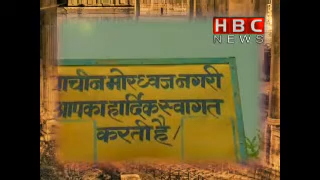 HBC
NEWS
प्राचीन मोरध्वज नगरी
आपका हार्दिक स्वागत
करती है/